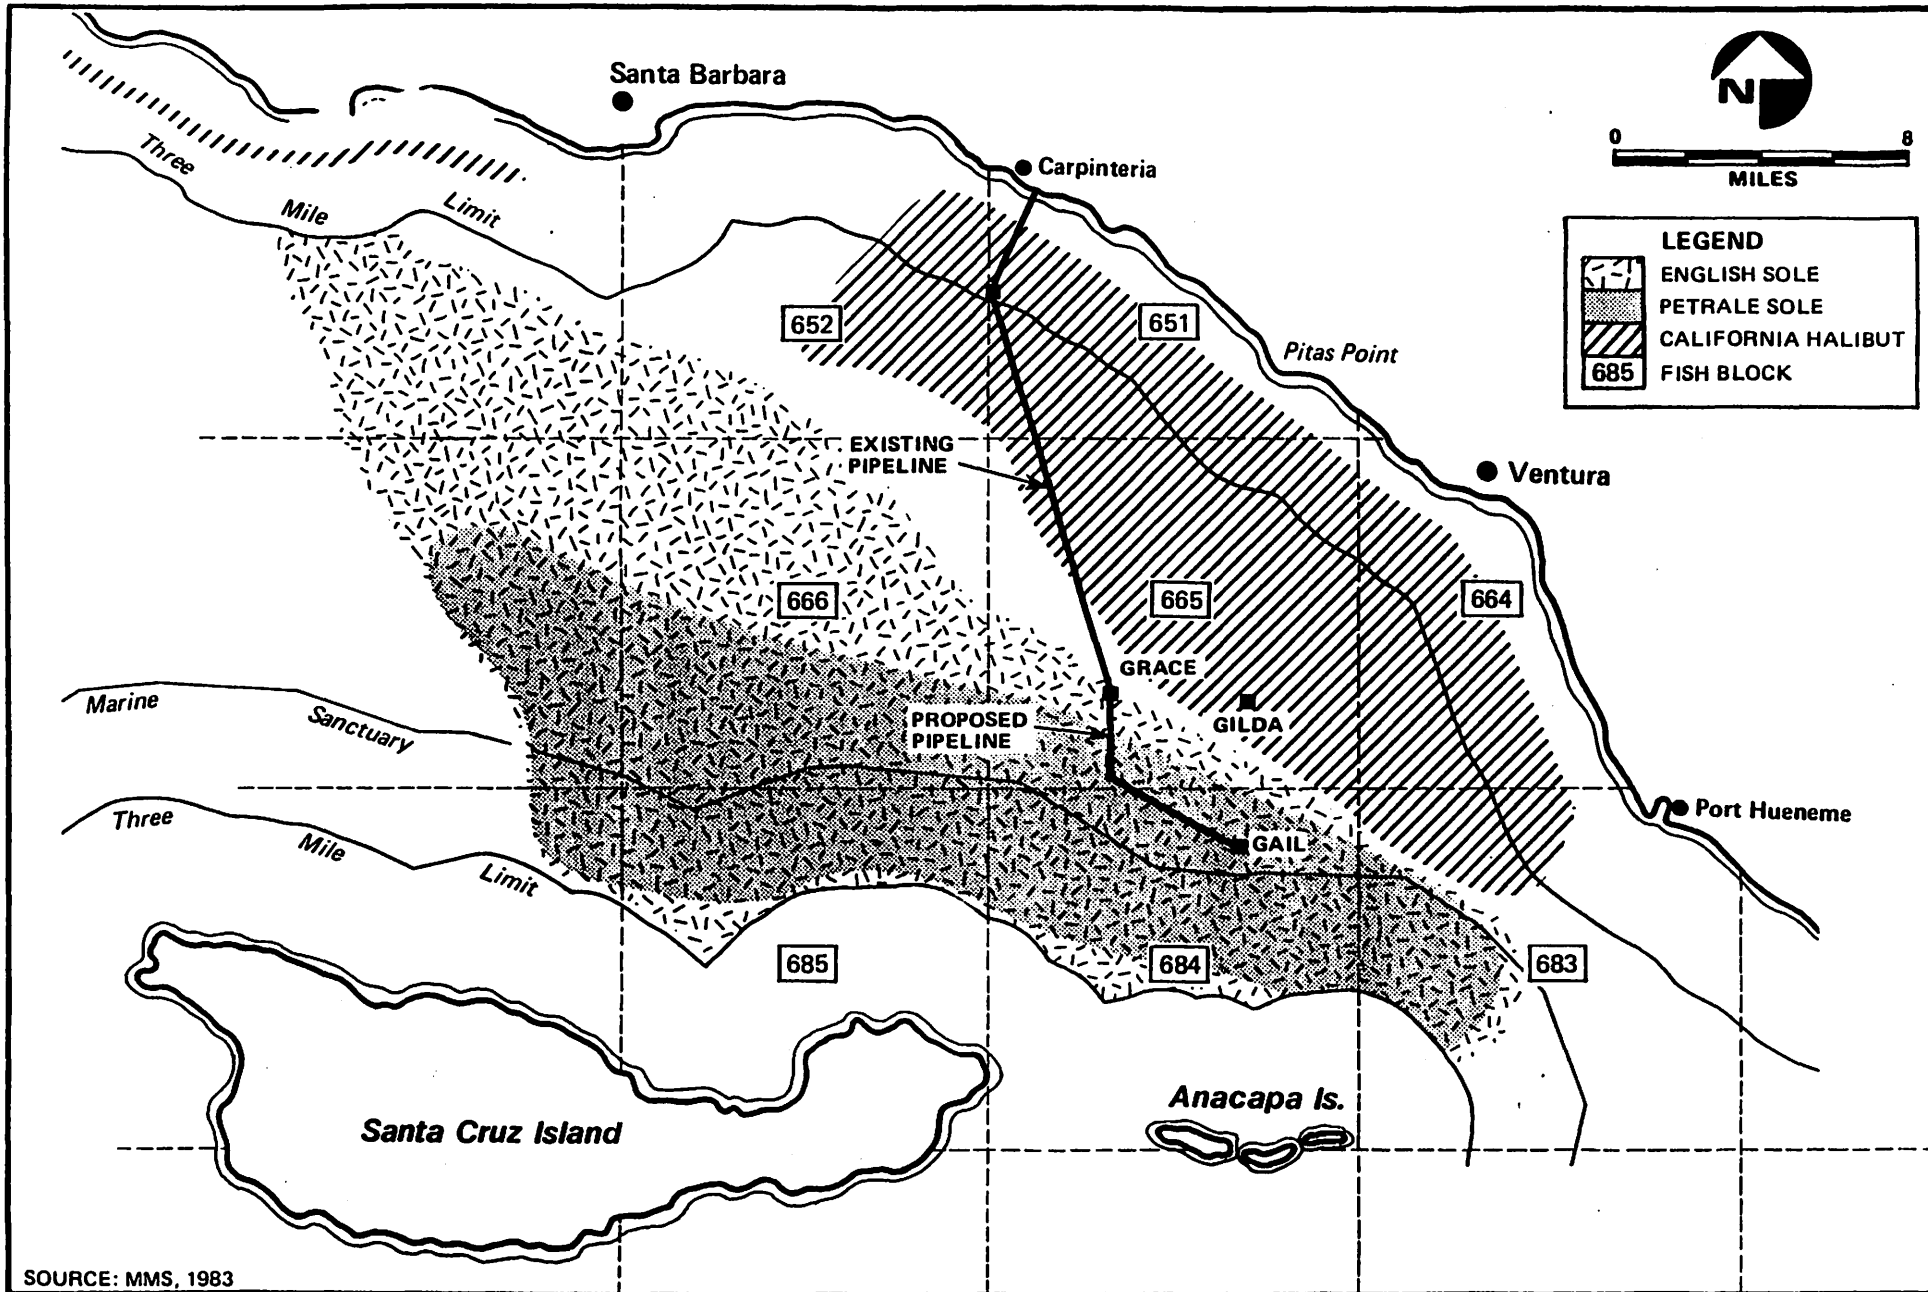 Santa Barbara
N
0 8
MILES
Three
Mile
Limit
Carpinteria
LEGEND
ENGLISH SOLE
PETRALE SOLE
CALIFORNIA HALIBUT
685 FISH BLOCK
652
651
Pitas Point
EXISTING
PIPELINE
Ventura
666
665
664
GRACE
Marine
Sanctuary
PROPOSED
PIPELINE
GILDA
Three
Mile
Limit
GAIL
Port Hueneme
685
684
683
Santa Cruz Island
Anacapa Is.
SOURCE: MMS, 1983